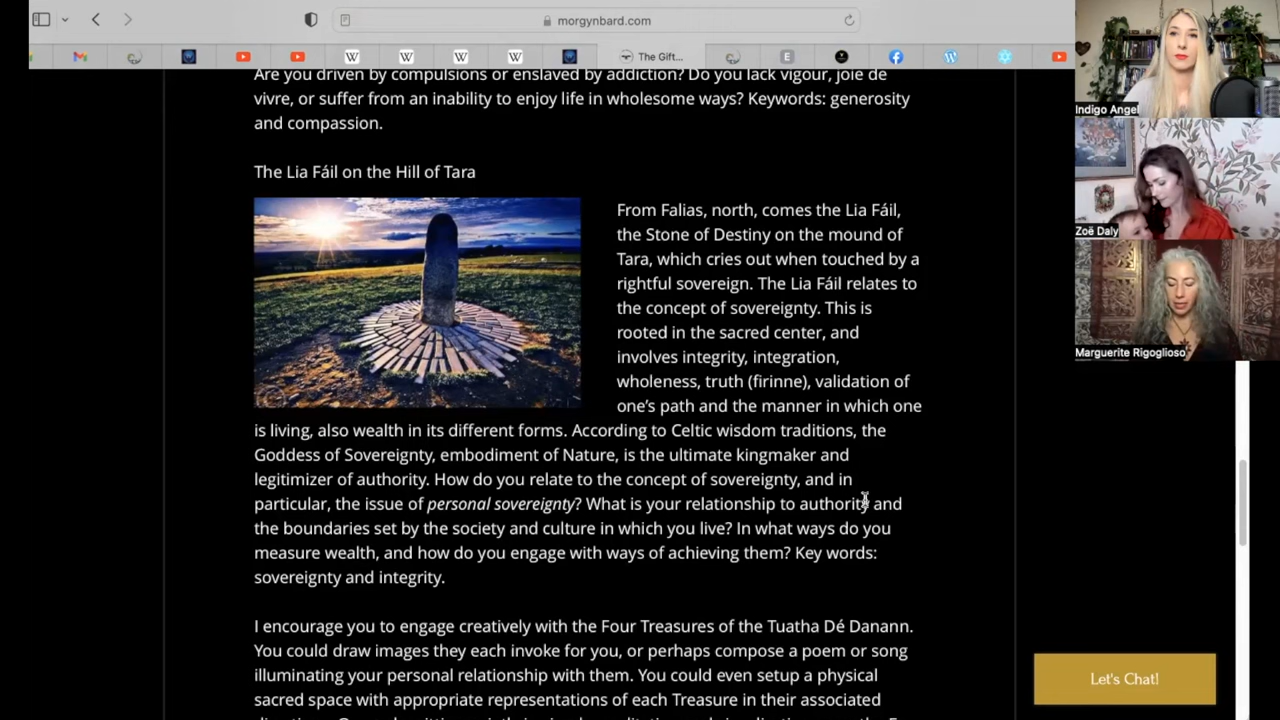 morgynbard.com
The Gift...
Are you driven by compulsions or enslaved by addiction? Do you lack vigour, joie de
vivre, or suffer from an inability to enjoy life in wholesome ways? Keywords: generosity
and compassion.
The Lia Fáil on the Hill of Tara
From Falias, north, comes the Lia Fáil,
the Stone of Destiny on the mound of
Tara, which cries out when touched by a
rightful sovereign. The Lia Fáil relates to
the concept of sovereignty. This is
rooted in the sacred center, and
involves integrity, integration,
wholeness, truth (firinne), validation of
one's path and the manner in which one
is living, also wealth in its different forms. According to Celtic wisdom traditions, the
Goddess of Sovereignty, embodiment of Nature, is the ultimate kingmaker and
legitimizer of authority. How do you relate to the concept of sovereignty, and in
particular, the issue of personal sovereignty? What is your relationship to authority and
the boundaries set by the society and culture in which you live? In what ways do you
measure wealth, and how do you engage with ways of achieving them? Key words:
sovereignty and integrity.
I encourage you to engage creatively with the Four Treasures of the Tuatha Dé Danann.
You could draw images they each invoke for you, or perhaps compose a poem or song
illuminating your personal relationship with them. You could even setup a physical
sacred space with appropriate representations of each Treasure in their associated
Let's Chat!
Indigo Angel
Zoë Daly
Marguerite Rigoglioso